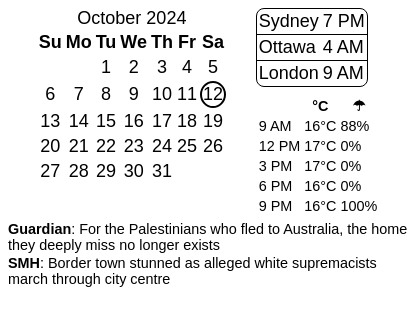 October 2024
Su Mo Tu We Th Fr Sa
1 2 3 4 5
6 7 8 9 10 11 12
13 14 15 16 17 18 19
20 21 22 23 24 25 26
27 28 29 30 31
Sydney 7 PM
Ottawa 4 AM
London 9 AM
°C ☂
9 AM 16°C 88%
12 PM 17°C 0%
3 PM 17°C 0%
6 PM 16°C 0%
9 PM 16°C 100%
Guardian: For the Palestinians who fled to Australia, the home
they deeply miss no longer exists
SMH: Border town stunned as alleged white supremacists
march through city centre